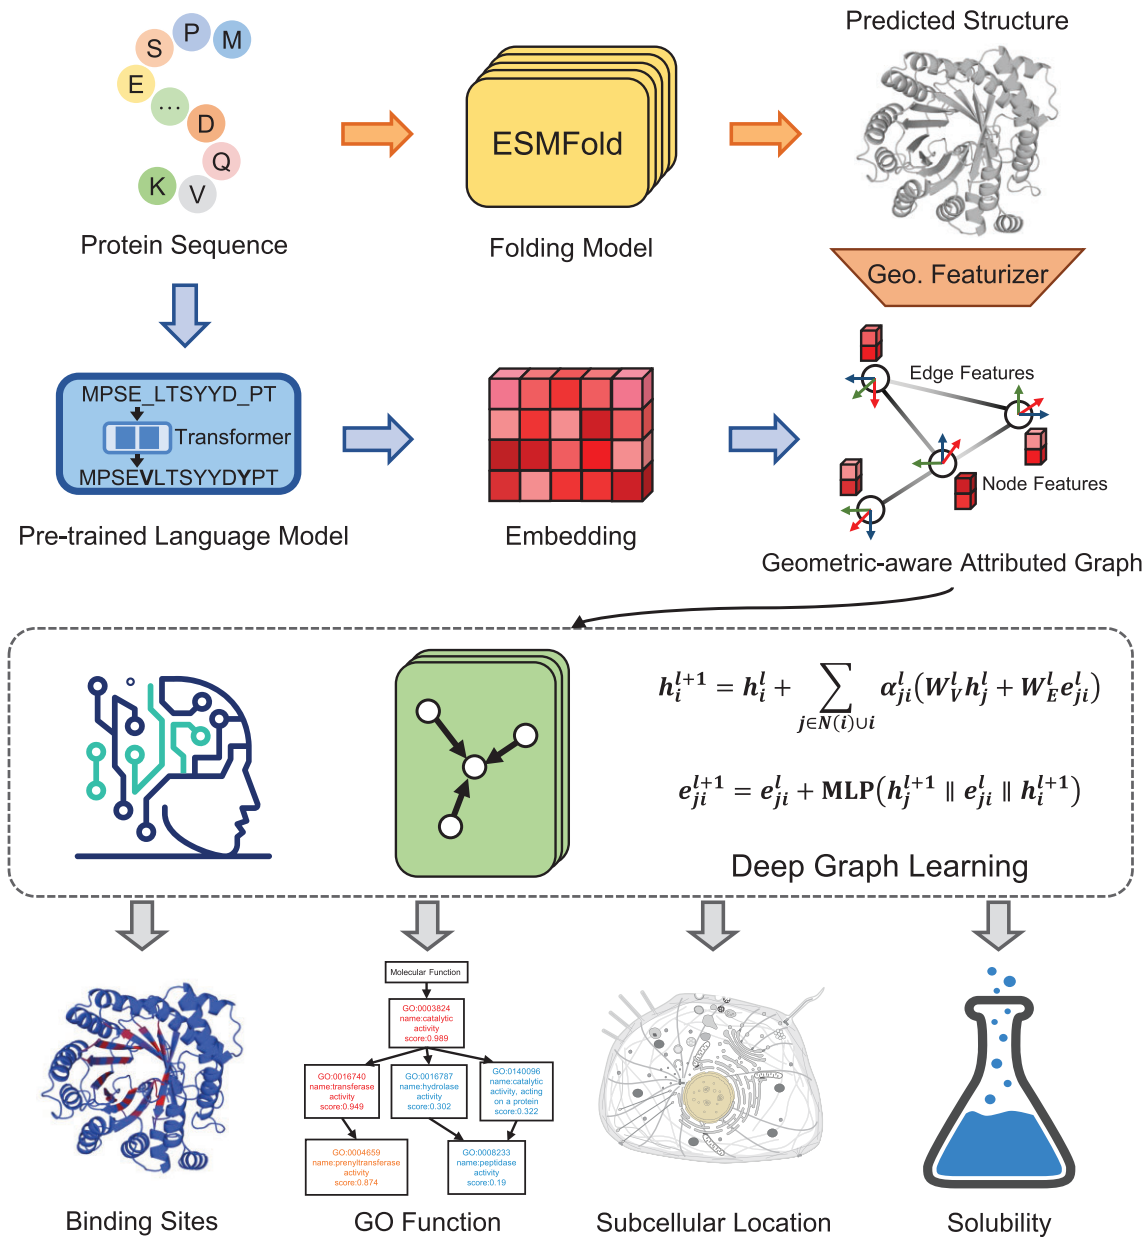 S P M
E ... D
Q
K V
Protein Sequence
ESMFold
Folding Model
Predicted Structure
Geo. Featurizer
MPSE_LTSYYD_PT
Transformer
MPSEVLTSYYDYPT
Pre-trained Language Model
Embedding
Edge Features
Node Features
Geometric-aware Attributed Graph
h_i^{l+1} = h_i^l + ∑_{j∈N(i)∪i} α_{ji}^l(W_V^l h_j^l + W_E^l e_{ji}^l)
e_{ji}^{l+1} = e_{ji}^l + MLP(h_j^{l+1} ∥ e_{ji}^l ∥ h_i^{l+1})
Deep Graph Learning
Molecular Function
GO:0003824
name:catalytic
activity
score:0.989
GO:0016740
name:transferase
activity
score:0.949
GO:0016787
name:hydrolase
activity
score:0.302
GO:0140096
name:catalytic
activity, acting
on a protein
score:0.322
GO:0004659
name:prenyltransferase
activity
score:0.874
GO:0008233
name:peptidase
activity
score:0.19
Binding Sites
GO Function
Subcellular Location
Solubility